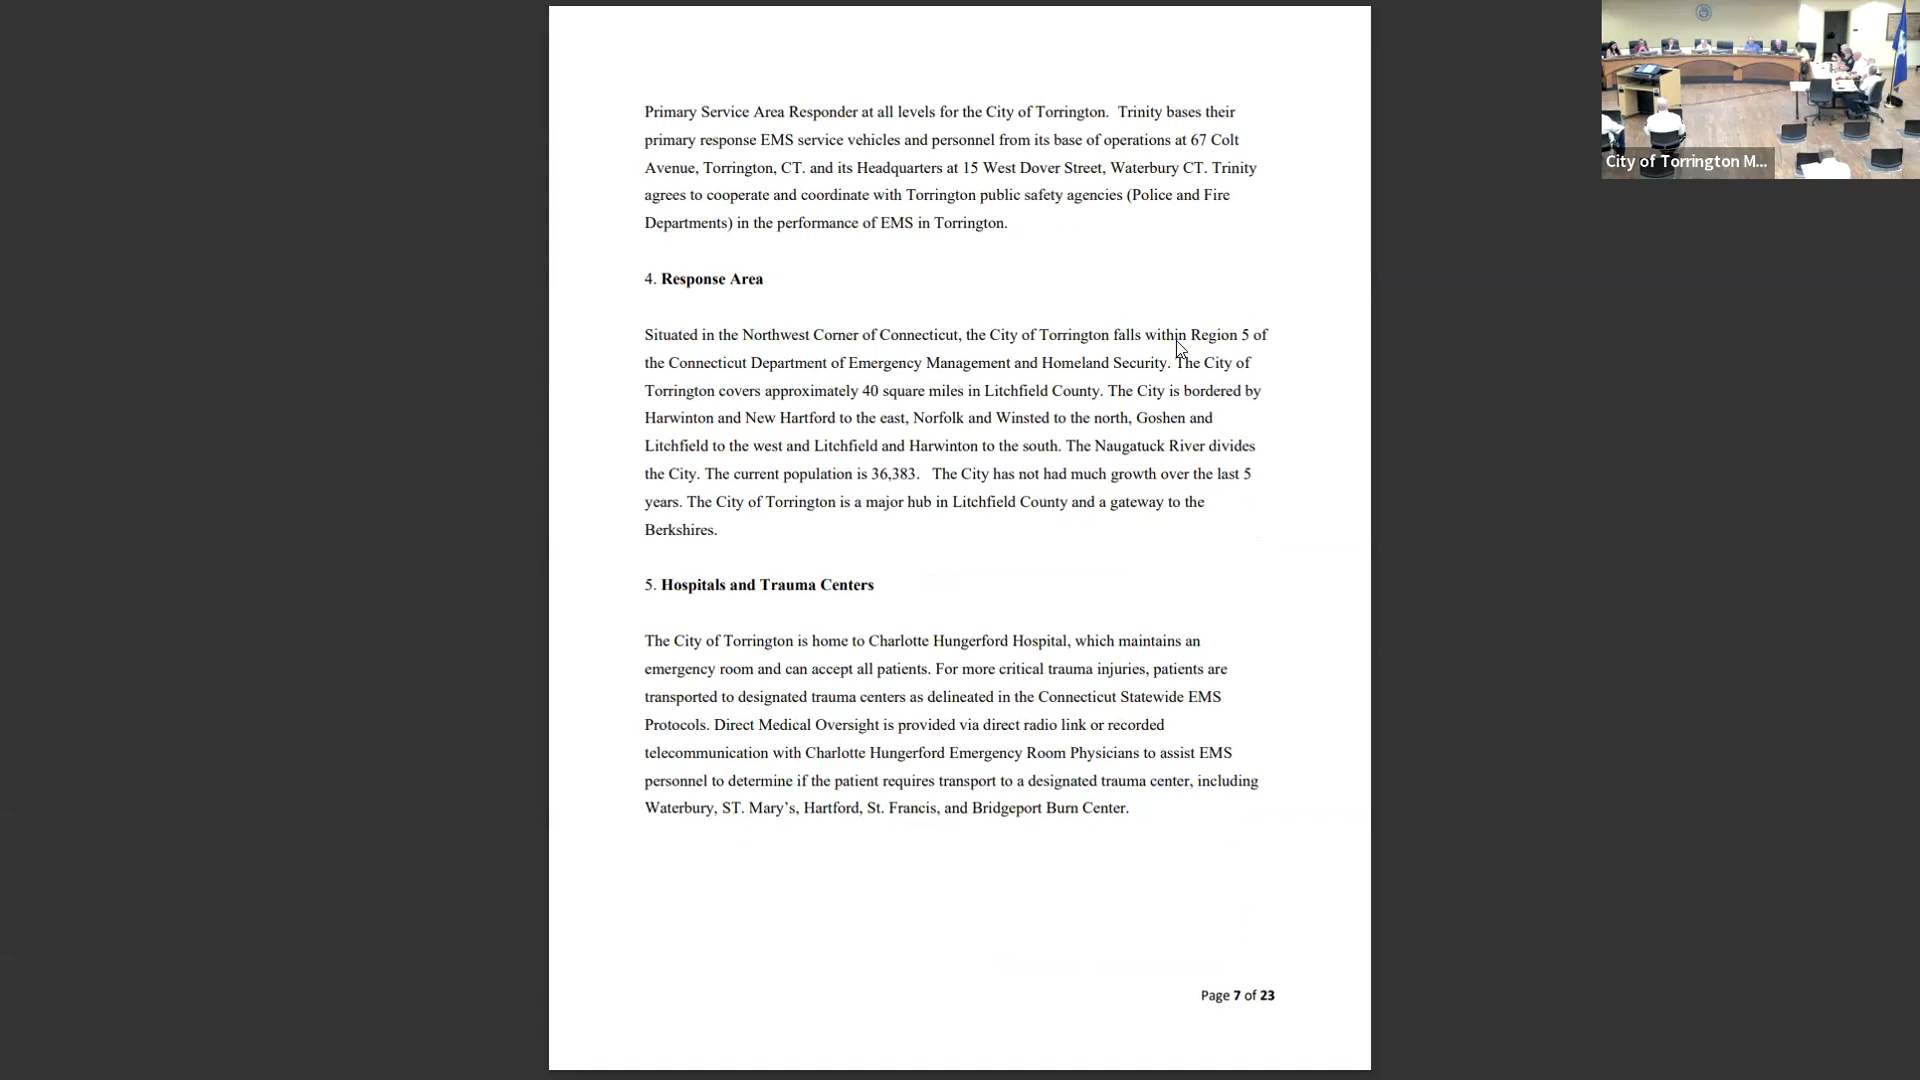 Primary Service Area Responder at all levels for the City of Torrington.  Trinity bases their
primary response EMS service vehicles and personnel from its base of operations at 67 Colt
Avenue, Torrington, CT. and its Headquarters at 15 West Dover Street, Waterbury CT. Trinity
agrees to cooperate and coordinate with Torrington public safety agencies (Police and Fire
Departments) in the performance of EMS in Torrington.
4. Response Area
Situated in the Northwest Corner of Connecticut, the City of Torrington falls within Region 5 of
the Connecticut Department of Emergency Management and Homeland Security. The City of
Torrington covers approximately 40 square miles in Litchfield County. The City is bordered by
Harwinton and New Hartford to the east, Norfolk and Winsted to the north, Goshen and
Litchfield to the west and Litchfield and Harwinton to the south. The Naugatuck River divides
the City. The current population is 36,383.   The City has not had much growth over the last 5
years. The City of Torrington is a major hub in Litchfield County and a gateway to the
Berkshires.
5. Hospitals and Trauma Centers
The City of Torrington is home to Charlotte Hungerford Hospital, which maintains an
emergency room and can accept all patients. For more critical trauma injuries, patients are
transported to designated trauma centers as delineated in the Connecticut Statewide EMS
Protocols. Direct Medical Oversight is provided via direct radio link or recorded
telecommunication with Charlotte Hungerford Emergency Room Physicians to assist EMS
personnel to determine if the patient requires transport to a designated trauma center, including
Waterbury, ST. Mary’s, Hartford, St. Francis, and Bridgeport Burn Center.
Page 7 of 23
City of Torrington M...